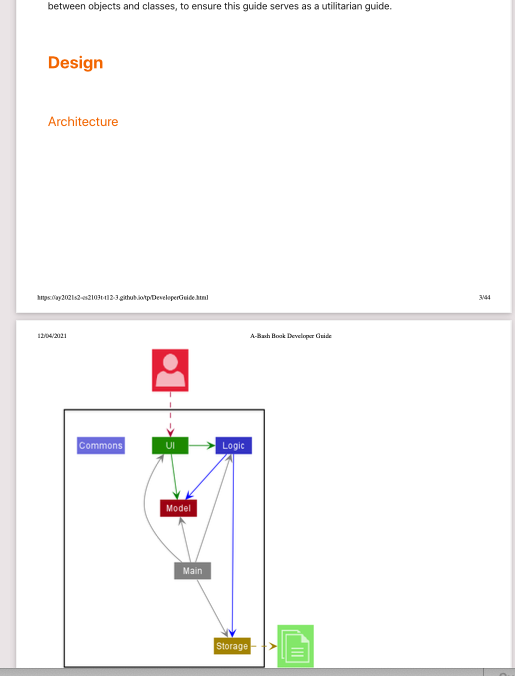 between objects and classes, to ensure this guide serves as a utilitarian guide.
Design
Architecture
https://ay2021s2-cs2103t-t12-3.github.io/tp/DeveloperGuide.html 3/44
12/04/2021 A-Bash Book Developer Guide
Commons UI Logic
Model
Main
Storage